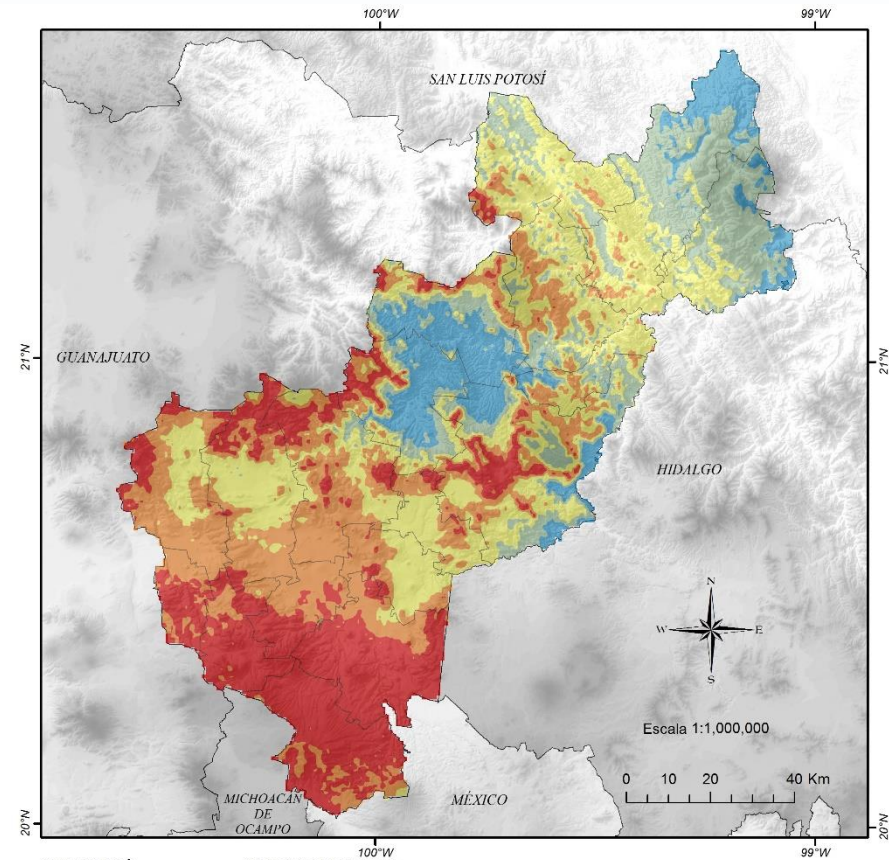 100°W 99°W
SAN LUIS POTOSÍ
21°N 21°N
GUANAJUATO
HIDALGO
N
W E
S
Escala 1:1,000,000
0 10 20 40 Km
MICHOACÁN
DE
OCAMPO
MÉXICO
20°N 20°N
100°W 99°W